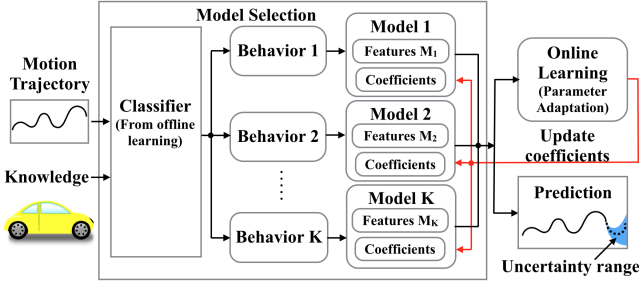 Model Selection
Motion
Trajectory
Knowledge
Classifier
(From offline
learning)
Behavior 1
Behavior 2
Behavior K
Model 1
Features M₁
Coefficients
Model 2
Features M₂
Coefficients
Model K
Features Mₖ
Coefficients
Online
Learning
(Parameter
Adaptation)
Update
coefficients
Prediction
Uncertainty range